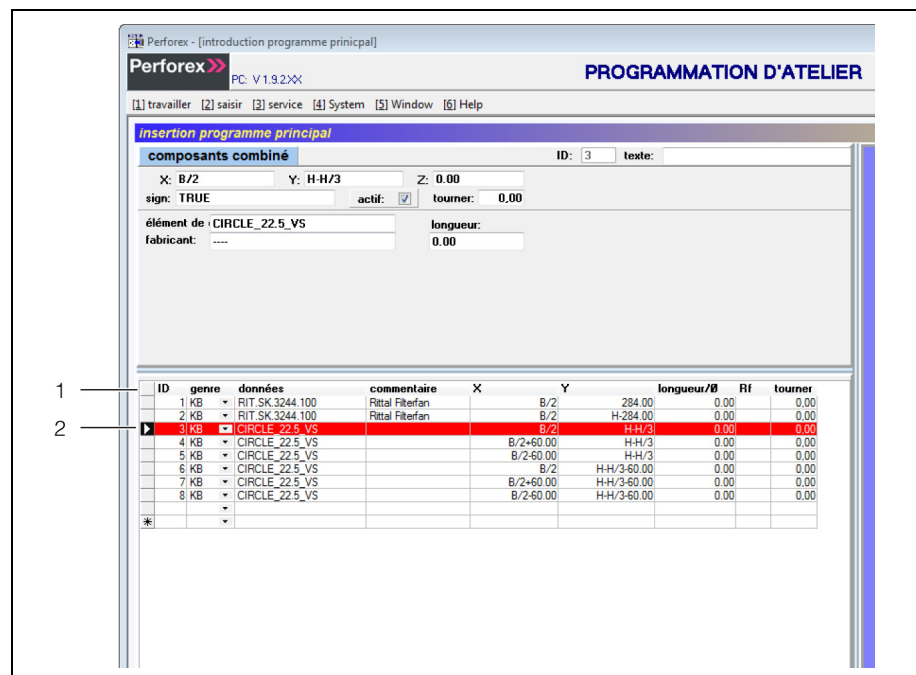 Perforex - [introduction programme prinicpal]
Perforex PC: V 1.9.2.XX PROGRAMMATION D'ATELIER
[1] travailler [2] saisir [3] service [4] System [5] Window [6] Help
insertion programme principal
composants combiné ID: 3 texte:
X: B/2 Y: H-H/3 Z: 0.00
sign: TRUE actif: tourner: 0,00
élément de CIRCLE_22.5_VS longueur:
fabricant: ---- 0.00
1
ID genre données commentaire X Y longueur/Ø Rf tourner
1 KB RIT.SK.3244.100 Rittal Filterfan B/2 284.00 0.00 0,00
2 KB RIT.SK.3244.100 Rittal Filterfan B/2 H-284.00 0.00 0,00
2
3 KB CIRCLE_22.5_VS B/2 H-H/3 0.00 0,00
4 KB CIRCLE_22.5_VS B/2+60.00 H-H/3 0.00 0,00
5 KB CIRCLE_22.5_VS B/2-60.00 H-H/3 0.00 0,00
6 KB CIRCLE_22.5_VS B/2 H-H/3-60.00 0.00 0,00
7 KB CIRCLE_22.5_VS B/2+60.00 H-H/3-60.00 0.00 0,00
8 KB CIRCLE_22.5_VS B/2-60.00 H-H/3-60.00 0.00 0,00